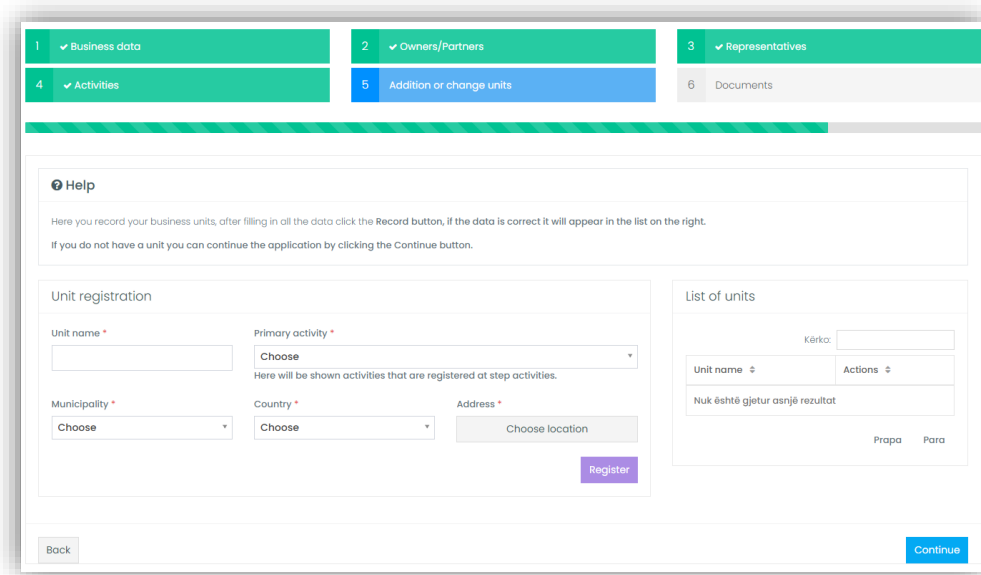 1 ✔ Business data
2 ✔ Owners/Partners
3 ✔ Representatives
4 ✔ Activities
5 Addition or change units
6 Documents
Help
Here you record your business units, after filling in all the data click the Record button, if the data is correct it will appear in the list on the right.
If you do not have a unit you can continue the application by clicking the Continue button.
Unit registration
Unit name *
Primary activity *
Choose
Here will be shown activities that are registered at step activities.
Municipality *
Country *
Address *
Choose
Choose
Choose location
Register
List of units
Kërko:
Unit name
Actions
Nuk është gjetur asnjë rezultat
Prapa
Para
Back
Continue